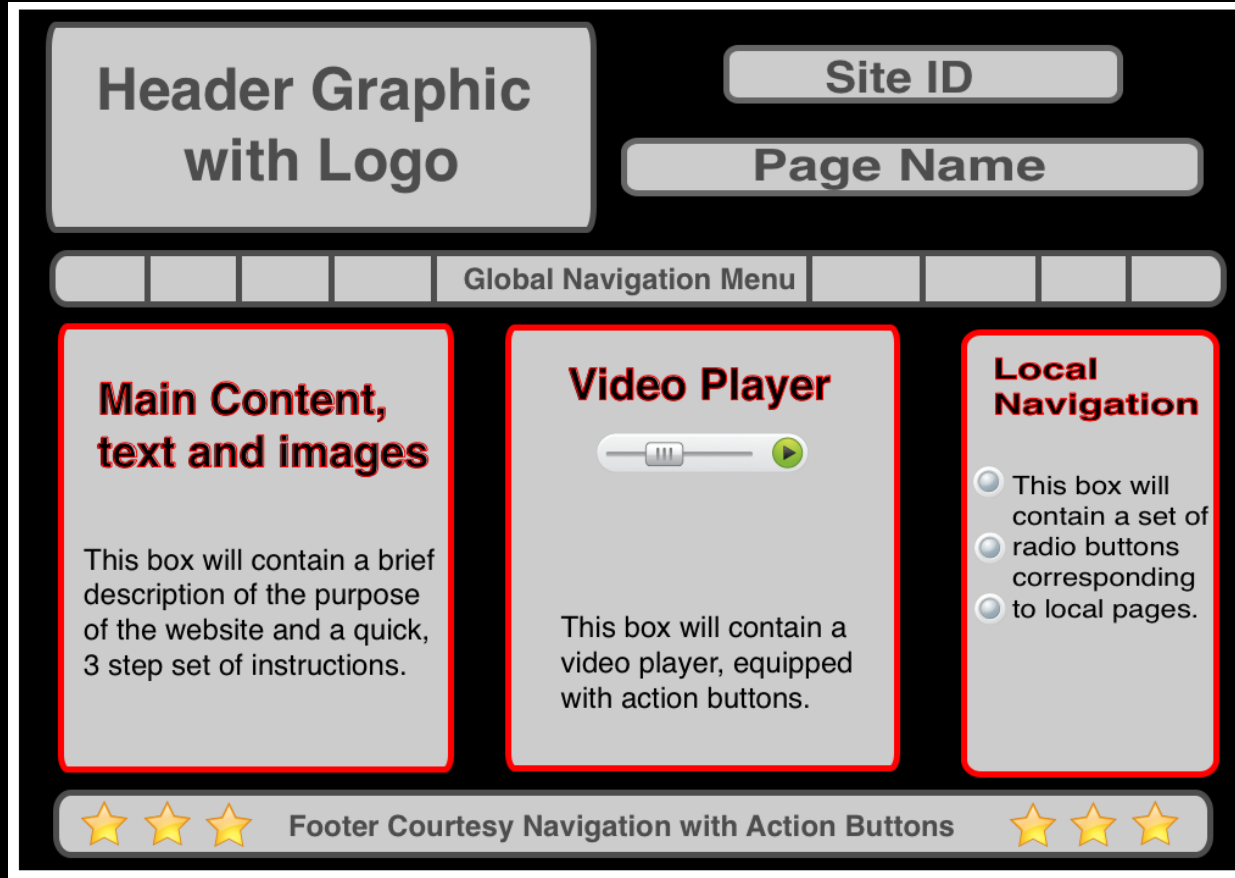 Header Graphic
with Logo
Site ID
Page Name
Global Navigation Menu
Main Content,
text and images
This box will contain a brief
description of the purpose
of the website and a quick,
3 step set of instructions.
Video Player
This box will contain a
video player, equipped
with action buttons.
Local
Navigation
This box will
contain a set of
radio buttons
corresponding
to local pages.
Footer Courtesy Navigation with Action Buttons